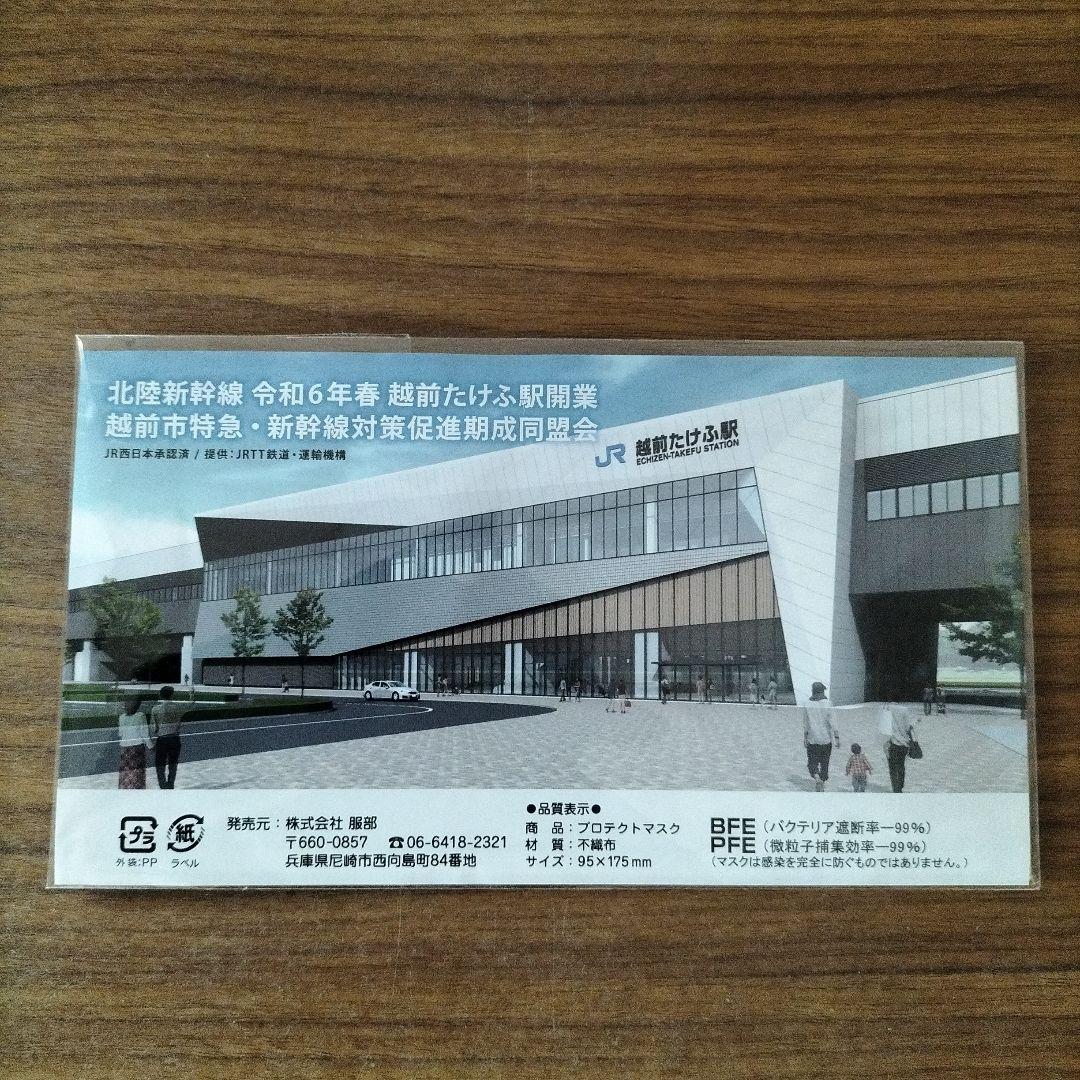 北陸新幹線 令和6年春 越前たけふ駅開業
越前市特急・新幹線対策促進期成同盟会
JR西日本承認済 / 提供:JRTT鉄道・運輸機構
JR 越前たけふ駅
ECHIZEN-TAKEFU STATION
プラ
外装:PP
紙
ラベル
発売元:株式会社 服部
〒660-0857 ☎06-6418-2321
兵庫県尼崎市西向島町84番地
●品質表示●
商 品:プロテクトマスク
材 質:不織布
サイズ:95×175mm
BFE(バクテリア遮断率ー99%)
PFE(微粒子捕集効率ー99%)
(マスクは感染を完全に防ぐものではありません。)